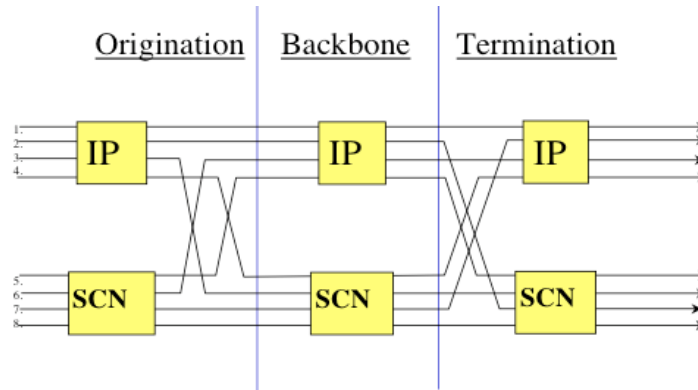 Origination Backbone Termination
1.
2.
3.
4.
IP IP IP
5.
6.
7.
8.
SCN SCN SCN